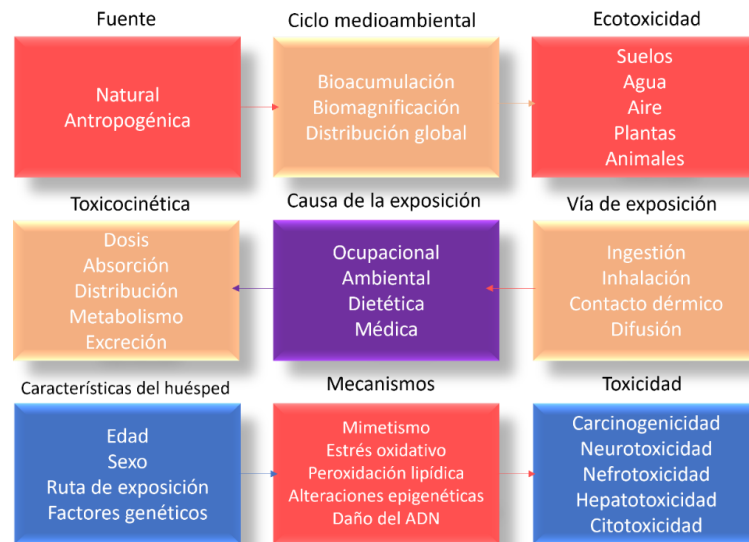 Fuente
Natural
Antropogénica
Ciclo medioambiental
Bioacumulación
Biomagnificación
Distribución global
Ecotoxicidad
Suelos
Agua
Aire
Plantas
Animales
Toxicocinética
Dosis
Absorción
Distribución
Metabolismo
Excreción
Causa de la exposición
Ocupacional
Ambiental
Dietética
Médica
Vía de exposición
Ingestión
Inhalación
Contacto dérmico
Difusión
Características del huésped
Edad
Sexo
Ruta de exposición
Factores genéticos
Mecanismos
Mimetismo
Estrés oxidativo
Peroxidación lipídica
Alteraciones epigenéticas
Daño del ADN
Toxicidad
Carcinogenicidad
Neurotoxicidad
Nefrotoxicidad
Hepatotoxicidad
Citotoxicidad